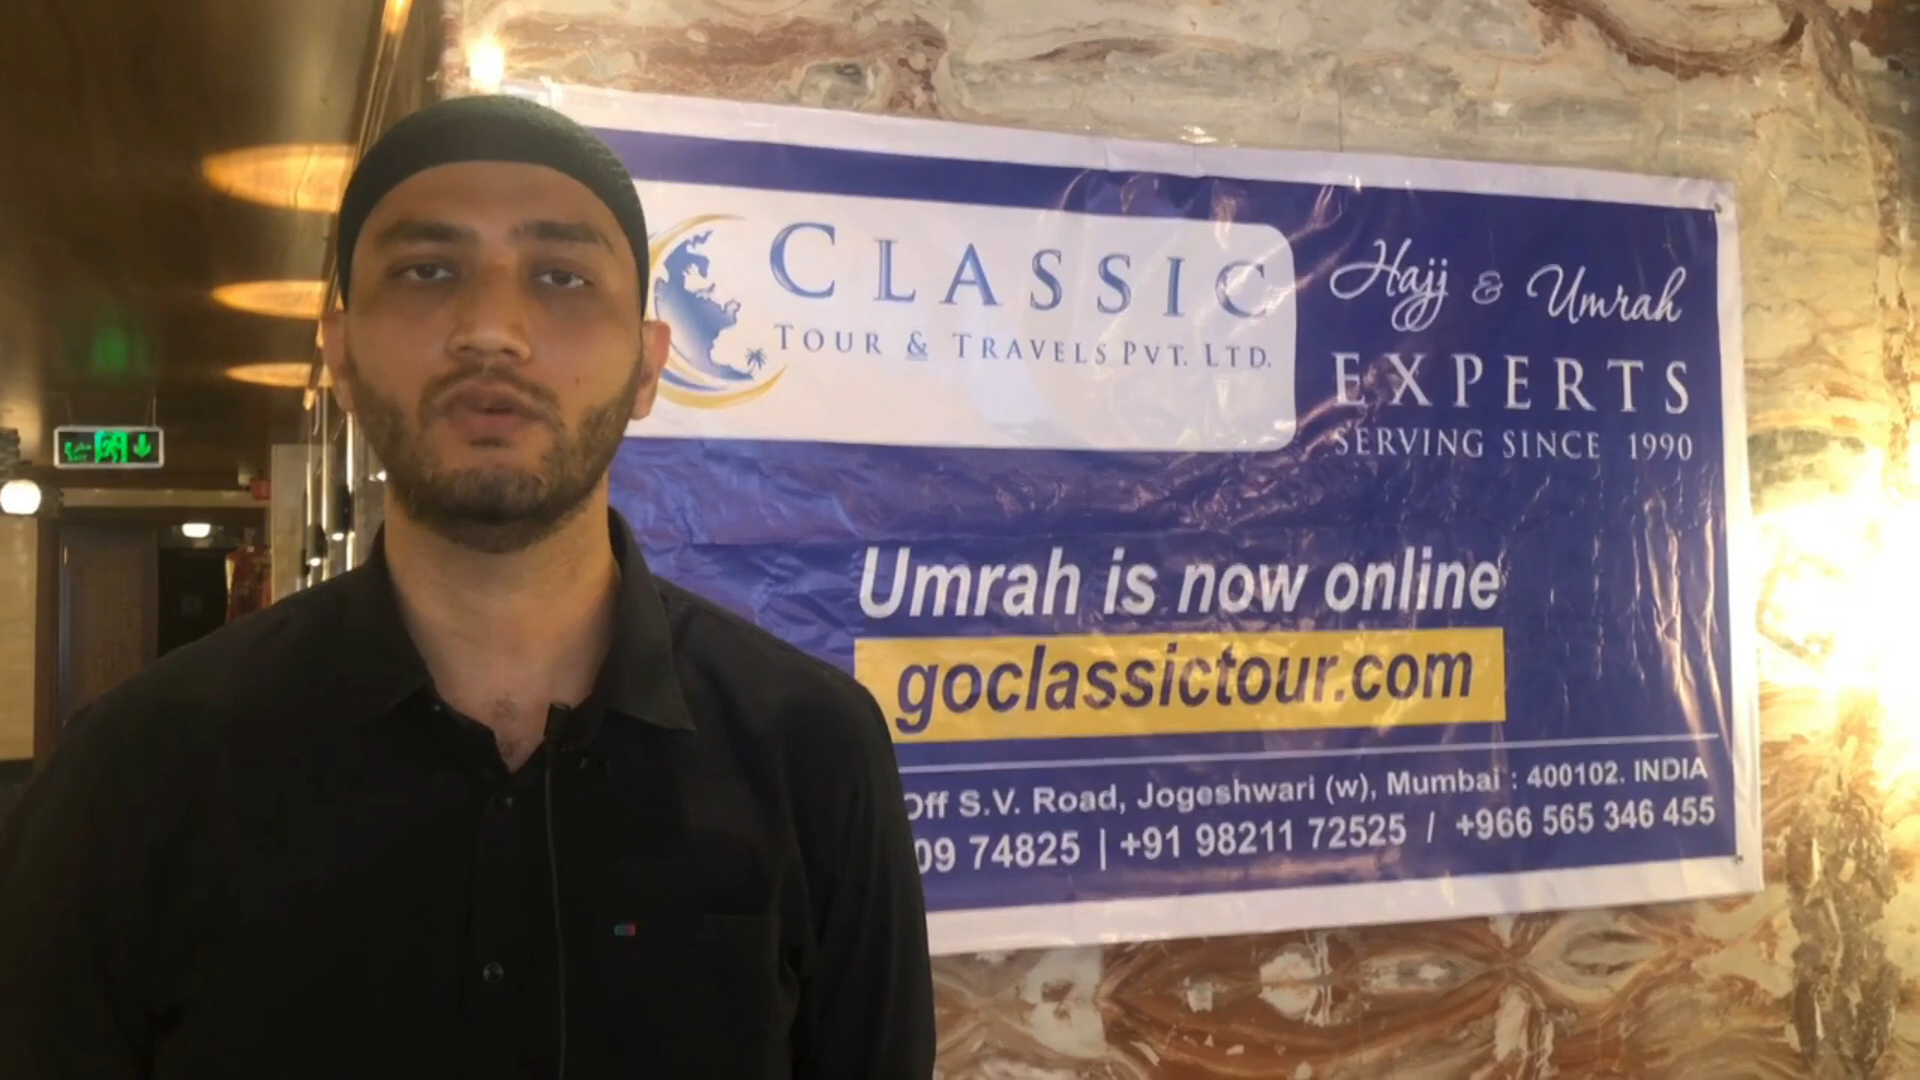 CLASSIC
TOUR & TRAVELS PVT. LTD.
Hajj & Umrah
EXPERTS
SERVING SINCE 1990
Umrah is now online
goclassictour.com
Off S.V. Road, Jogeshwari (w), Mumbai : 400102. INDIA
09 74825 | +91 98211 72525 / +966 565 346 455
EXIT